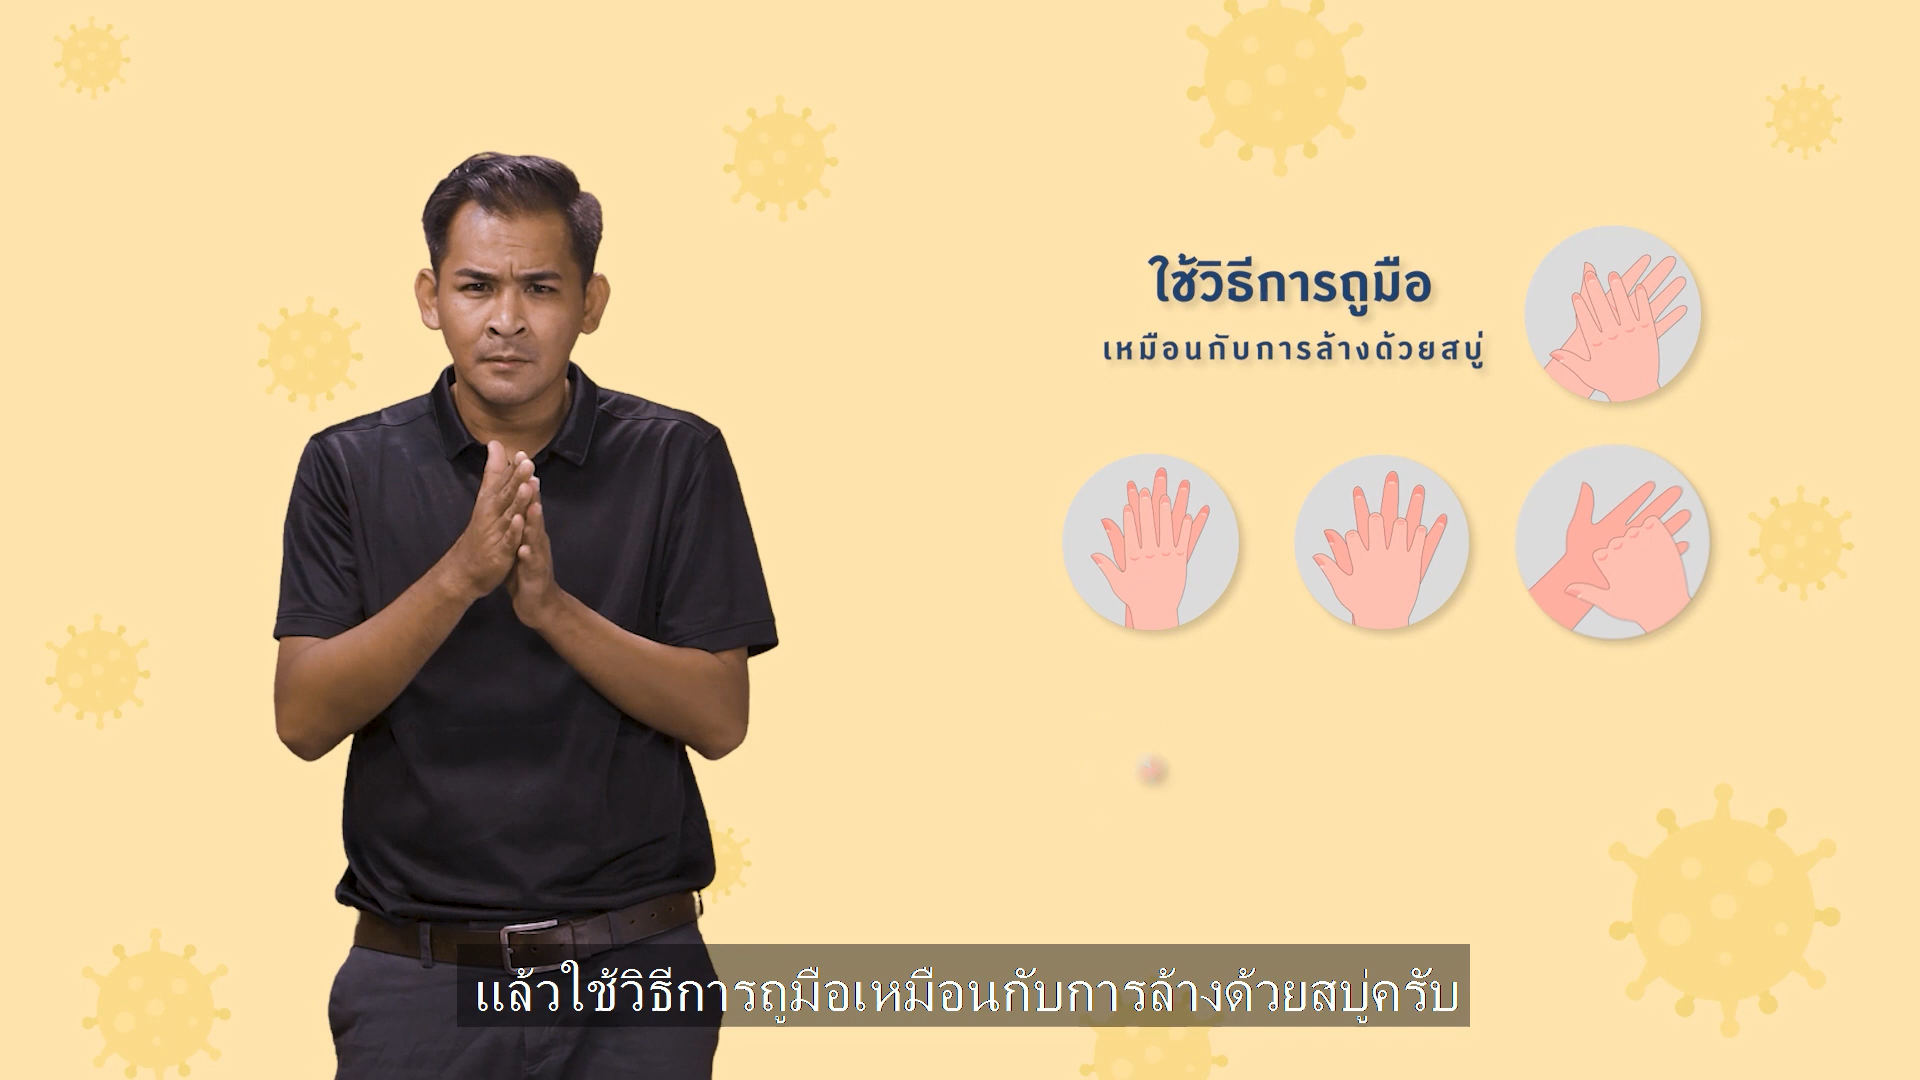 ใช้วิธีการถูมือ
เหมือนกับการล้างด้วยสบู่
แล้วใช้วิธีการถูมือเหมือนกับการล้างด้วยสบู่ครับ